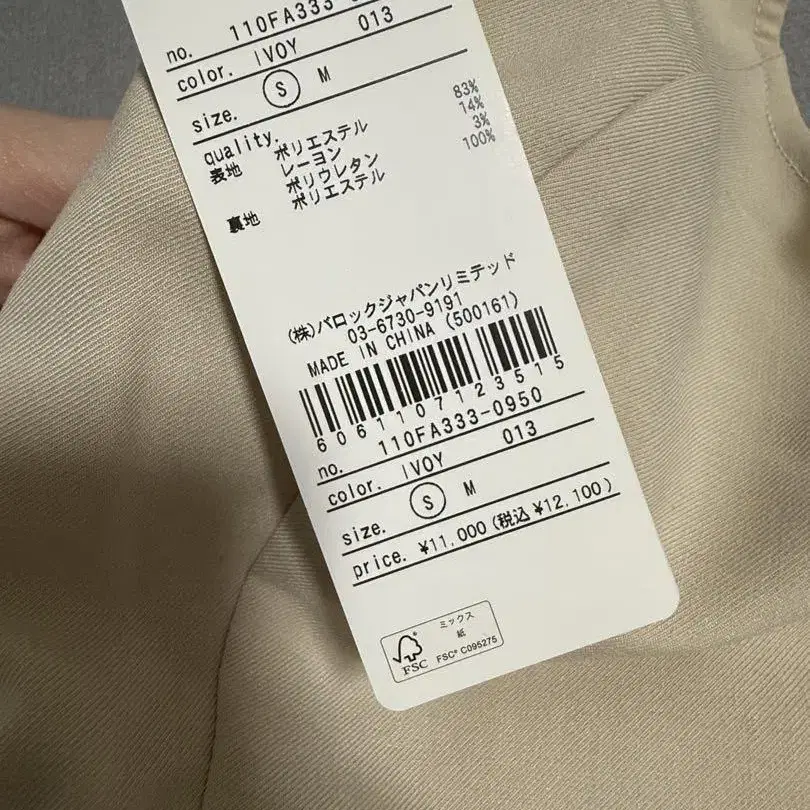 no. 110FA333-
color. IVOY 013
size. S M
quality.
表地 ポリエステル 83%
レーヨン 14%
ポリウレタン 3%
裏地 ポリエステル 100%
(株)バロックジャパンリミテッド
03-6730-9191
MADE IN CHINA (500161)
6061107123515
no. 110FA333-0950
color. IVOY 013
size. S M
price. ¥11,000(税込¥12,100)
ミックス
紙
FSC FSC® C095275